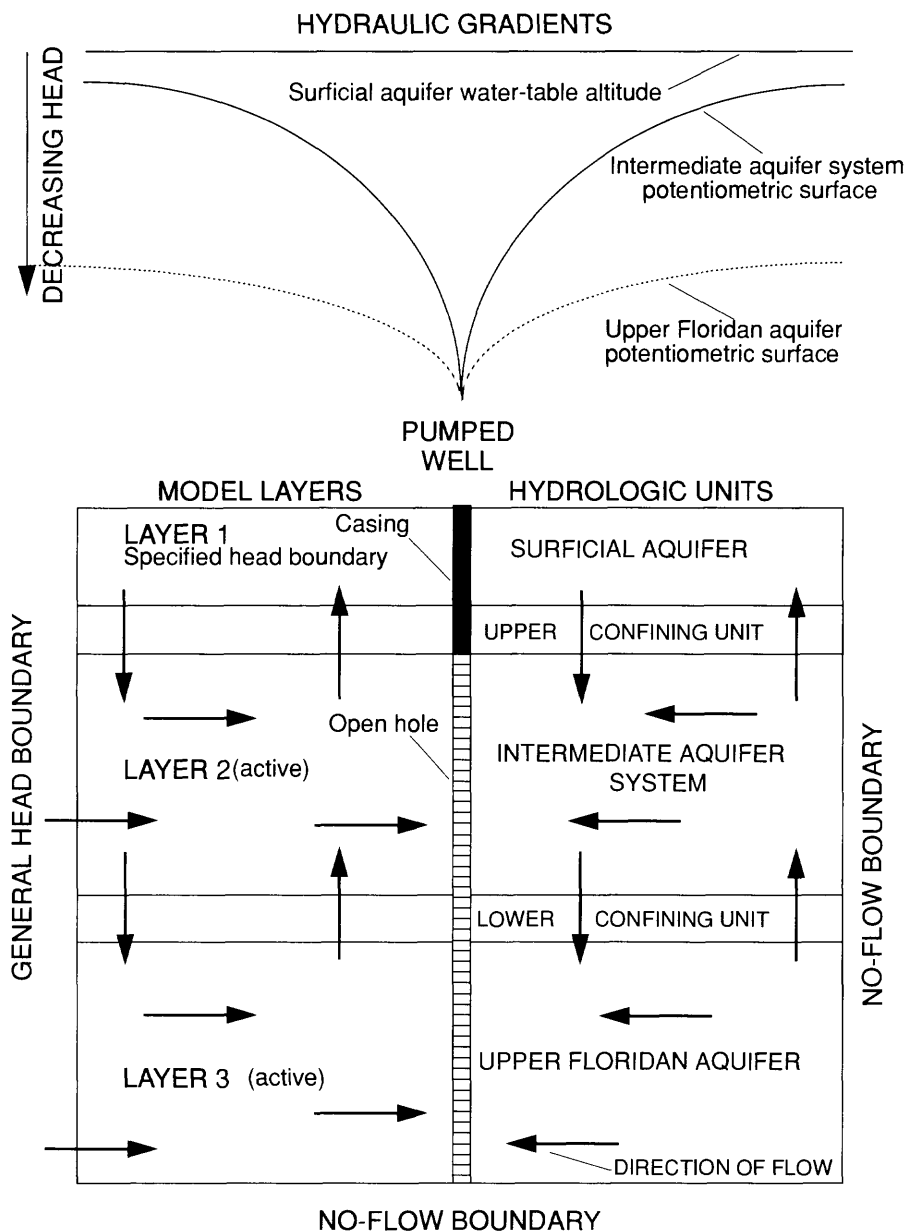 HYDRAULIC GRADIENTS
DECREASING HEAD
Surficial aquifer water-table altitude
Intermediate aquifer system
potentiometric surface
Upper Floridan aquifer
potentiometric surface
PUMPED
WELL
MODEL LAYERS
HYDROLOGIC UNITS
LAYER 1
Specified head boundary
Casing
SURFICIAL AQUIFER
UPPER CONFINING UNIT
GENERAL HEAD BOUNDARY
Open hole
LAYER 2 (active)
INTERMEDIATE AQUIFER
SYSTEM
NO-FLOW BOUNDARY
LOWER CONFINING UNIT
LAYER 3 (active)
UPPER FLORIDAN AQUIFER
DIRECTION OF FLOW
NO-FLOW BOUNDARY